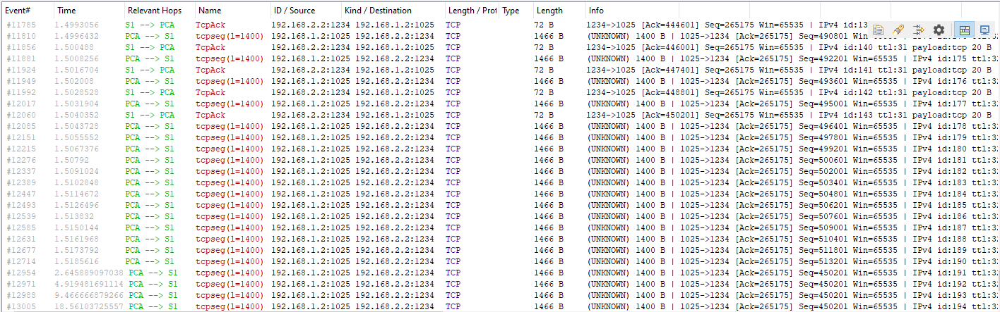 Event# Time Relevant Hops Name ID / Source Kind / Destination Length / Prot Type Length Info
#11785 1.4993056 S1 --> PCA TcpAck 192.168.2.2:1234 192.168.1.2:1025 TCP 72 B 1234->1025 [Ack=444601] Seq=265175 Win=65535 | IPv4 id:13
#11810 1.4996432 PCA --> S1 tcpseg(l=1400) 192.168.1.2:1025 192.168.2.2:1234 TCP 1466 B (UNKNOWN) 1400 B | 1025->1234 [Ack=265175] Seq=490801 Win=65535 | IPv4
#11856 1.500488 S1 --> PCA TcpAck 192.168.2.2:1234 192.168.1.2:1025 TCP 72 B 1234->1025 [Ack=446001] Seq=265175 Win=65535 | IPv4 id:140 ttl:31 payload:tcp 20 B
#11881 1.5008256 PCA --> S1 tcpseg(l=1400) 192.168.1.2:1025 192.168.2.2:1234 TCP 1466 B (UNKNOWN) 1400 B | 1025->1234 [Ack=265175] Seq=492201 Win=65535 | IPv4 id:175 ttl:32
#11924 1.5016704 S1 --> PCA TcpAck 192.168.2.2:1234 192.168.1.2:1025 TCP 72 B 1234->1025 [Ack=447401] Seq=265175 Win=65535 | IPv4 id:141 ttl:31 payload:tcp 20 B
#11949 1.502008 PCA --> S1 tcpseg(l=1400) 192.168.1.2:1025 192.168.2.2:1234 TCP 1466 B (UNKNOWN) 1400 B | 1025->1234 [Ack=265175] Seq=493601 Win=65535 | IPv4 id:176 ttl:32
#11992 1.5028528 S1 --> PCA TcpAck 192.168.2.2:1234 192.168.1.2:1025 TCP 72 B 1234->1025 [Ack=448801] Seq=265175 Win=65535 | IPv4 id:142 ttl:31 payload:tcp 20 B
#12017 1.5031904 PCA --> S1 tcpseg(l=1400) 192.168.1.2:1025 192.168.2.2:1234 TCP 1466 B (UNKNOWN) 1400 B | 1025->1234 [Ack=265175] Seq=495001 Win=65535 | IPv4 id:177 ttl:32
#12060 1.5040352 S1 --> PCA TcpAck 192.168.2.2:1234 192.168.1.2:1025 TCP 72 B 1234->1025 [Ack=450201] Seq=265175 Win=65535 | IPv4 id:143 ttl:31 payload:tcp 20 B
#12085 1.5043728 PCA --> S1 tcpseg(l=1400) 192.168.1.2:1025 192.168.2.2:1234 TCP 1466 B (UNKNOWN) 1400 B | 1025->1234 [Ack=265175] Seq=496401 Win=65535 | IPv4 id:178 ttl:32
#12151 1.5055552 PCA --> S1 tcpseg(l=1400) 192.168.1.2:1025 192.168.2.2:1234 TCP 1466 B (UNKNOWN) 1400 B | 1025->1234 [Ack=265175] Seq=497801 Win=65535 | IPv4 id:179 ttl:32
#12215 1.5067376 PCA --> S1 tcpseg(l=1400) 192.168.1.2:1025 192.168.2.2:1234 TCP 1466 B (UNKNOWN) 1400 B | 1025->1234 [Ack=265175] Seq=499201 Win=65535 | IPv4 id:180 ttl:32
#12276 1.50792 PCA --> S1 tcpseg(l=1400) 192.168.1.2:1025 192.168.2.2:1234 TCP 1466 B (UNKNOWN) 1400 B | 1025->1234 [Ack=265175] Seq=500601 Win=65535 | IPv4 id:181 ttl:32
#12337 1.5091024 PCA --> S1 tcpseg(l=1400) 192.168.1.2:1025 192.168.2.2:1234 TCP 1466 B (UNKNOWN) 1400 B | 1025->1234 [Ack=265175] Seq=502001 Win=65535 | IPv4 id:182 ttl:32
#12389 1.5102848 PCA --> S1 tcpseg(l=1400) 192.168.1.2:1025 192.168.2.2:1234 TCP 1466 B (UNKNOWN) 1400 B | 1025->1234 [Ack=265175] Seq=503401 Win=65535 | IPv4 id:183 ttl:32
#12447 1.5114672 PCA --> S1 tcpseg(l=1400) 192.168.1.2:1025 192.168.2.2:1234 TCP 1466 B (UNKNOWN) 1400 B | 1025->1234 [Ack=265175] Seq=504801 Win=65535 | IPv4 id:184 ttl:32
#12493 1.5126496 PCA --> S1 tcpseg(l=1400) 192.168.1.2:1025 192.168.2.2:1234 TCP 1466 B (UNKNOWN) 1400 B | 1025->1234 [Ack=265175] Seq=506201 Win=65535 | IPv4 id:185 ttl:32
#12539 1.513832 PCA --> S1 tcpseg(l=1400) 192.168.1.2:1025 192.168.2.2:1234 TCP 1466 B (UNKNOWN) 1400 B | 1025->1234 [Ack=265175] Seq=507601 Win=65535 | IPv4 id:186 ttl:32
#12585 1.5150144 PCA --> S1 tcpseg(l=1400) 192.168.1.2:1025 192.168.2.2:1234 TCP 1466 B (UNKNOWN) 1400 B | 1025->1234 [Ack=265175] Seq=509001 Win=65535 | IPv4 id:187 ttl:32
#12631 1.5161968 PCA --> S1 tcpseg(l=1400) 192.168.1.2:1025 192.168.2.2:1234 TCP 1466 B (UNKNOWN) 1400 B | 1025->1234 [Ack=265175] Seq=510401 Win=65535 | IPv4 id:188 ttl:32
#12677 1.5173792 PCA --> S1 tcpseg(l=1400) 192.168.1.2:1025 192.168.2.2:1234 TCP 1466 B (UNKNOWN) 1400 B | 1025->1234 [Ack=265175] Seq=511801 Win=65535 | IPv4 id:189 ttl:32
#12714 1.5185616 PCA --> S1 tcpseg(l=1400) 192.168.1.2:1025 192.168.2.2:1234 TCP 1466 B (UNKNOWN) 1400 B | 1025->1234 [Ack=265175] Seq=513201 Win=65535 | IPv4 id:190 ttl:32
#12954 2.645889097038 PCA --> S1 tcpseg(l=1400) 192.168.1.2:1025 192.168.2.2:1234 TCP 1466 B (UNKNOWN) 1400 B | 1025->1234 [Ack=265175] Seq=450201 Win=65535 | IPv4 id:191 ttl:32
#12971 4.919481691114 PCA --> S1 tcpseg(l=1400) 192.168.1.2:1025 192.168.2.2:1234 TCP 1466 B (UNKNOWN) 1400 B | 1025->1234 [Ack=265175] Seq=450201 Win=65535 | IPv4 id:192 ttl:32
#12988 9.466666879266 PCA --> S1 tcpseg(l=1400) 192.168.1.2:1025 192.168.2.2:1234 TCP 1466 B (UNKNOWN) 1400 B | 1025->1234 [Ack=265175] Seq=450201 Win=65535 | IPv4 id:193 ttl:32
#13005 18.56103725557 PCA --> S1 tcpseg(l=1400) 192.168.1.2:1025 192.168.2.2:1234 TCP 1466 B (UNKNOWN) 1400 B | 1025->1234 [Ack=265175] Seq=450201 Win=65535 | IPv4 id:194 ttl:32